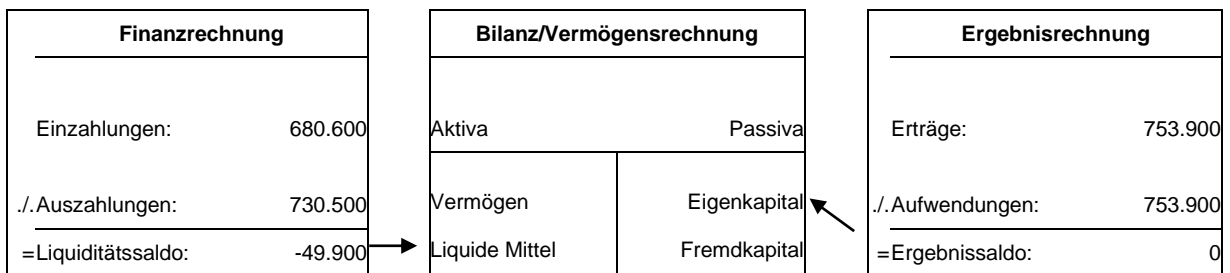 Finanzrechnung
Einzahlungen: 680.600
./.Auszahlungen: 730.500
=Liquiditätssaldo: -49.900
Bilanz/Vermögensrechnung
Aktiva Passiva
Vermögen Eigenkapital
Liquide Mittel Fremdkapital
Ergebnisrechnung
Erträge: 753.900
./.Aufwendungen: 753.900
=Ergebnissaldo: 0